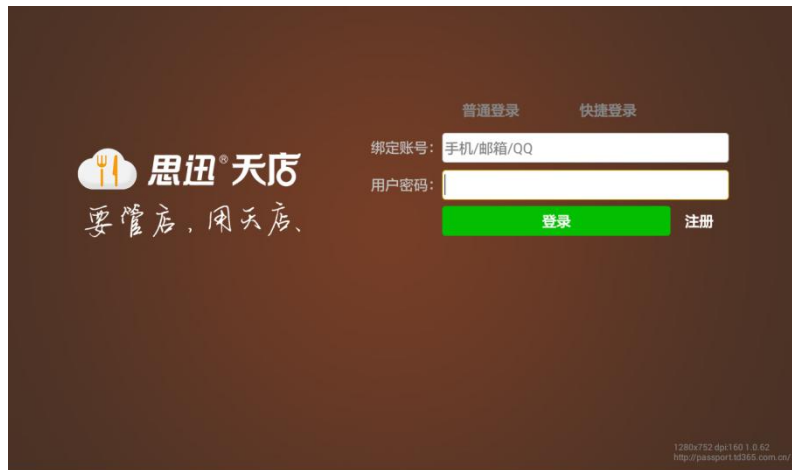 普通登录 快捷登录
绑定账号: 手机/邮箱/QQ
思迅®天店
用户密码:
要管店,用天店、
登录 注册
1280x752 dpi:160 1.0.62
http://passport.td365.com.cn/